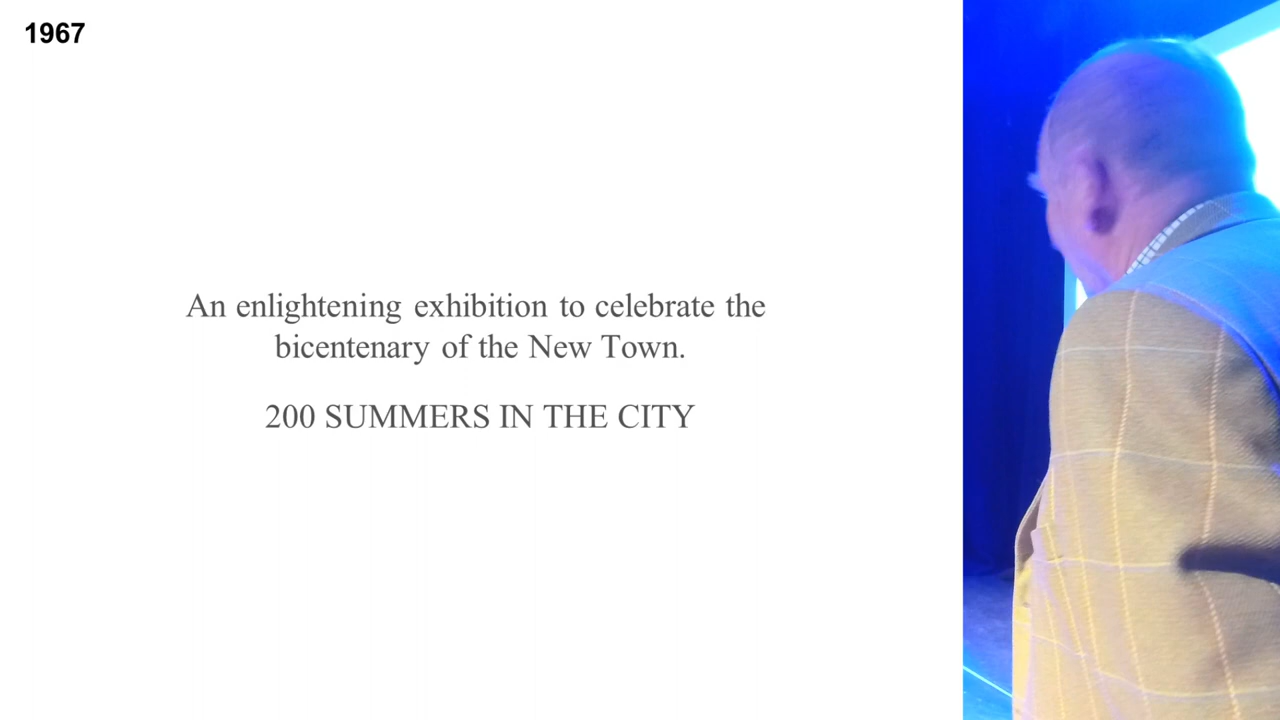 1967
An enlightening exhibition to celebrate the
bicentenary of the New Town.
200 SUMMERS IN THE CITY